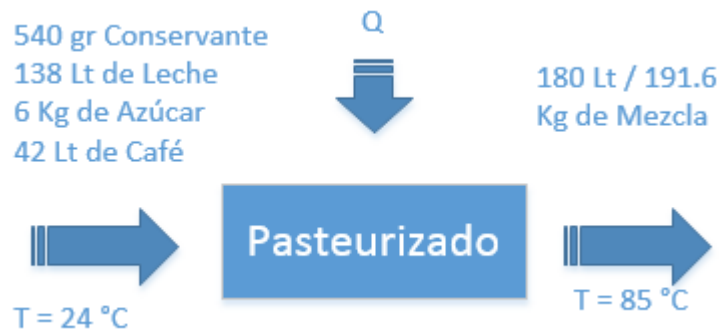 540 gr Conservante
138 Lt de Leche
6 Kg de Azúcar
42 Lt de Café
Q
180 Lt / 191.6
Kg de Mezcla
Pasteurizado
T = 24 °C
T = 85 °C